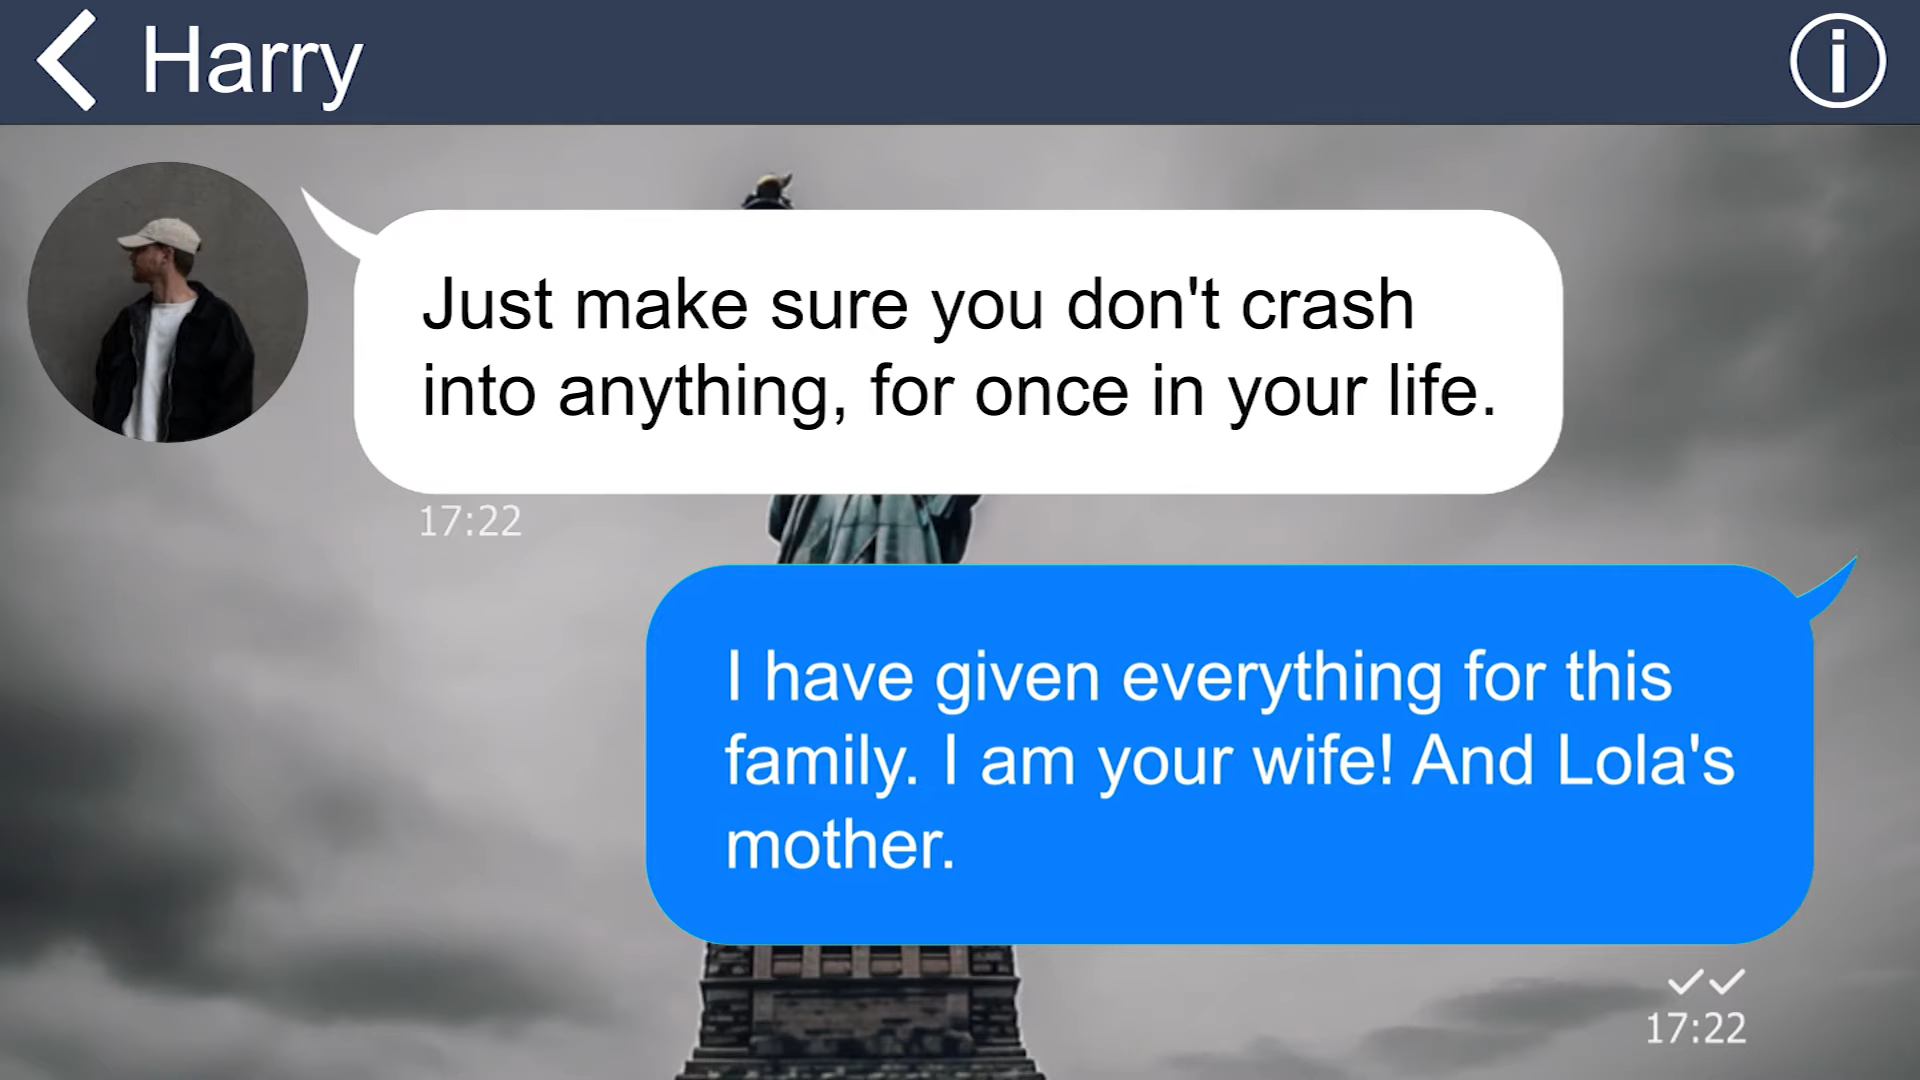 Harry
Just make sure you don't crash
into anything, for once in your life.
17:22
I have given everything for this
family. I am your wife! And Lola's
mother.
17:22